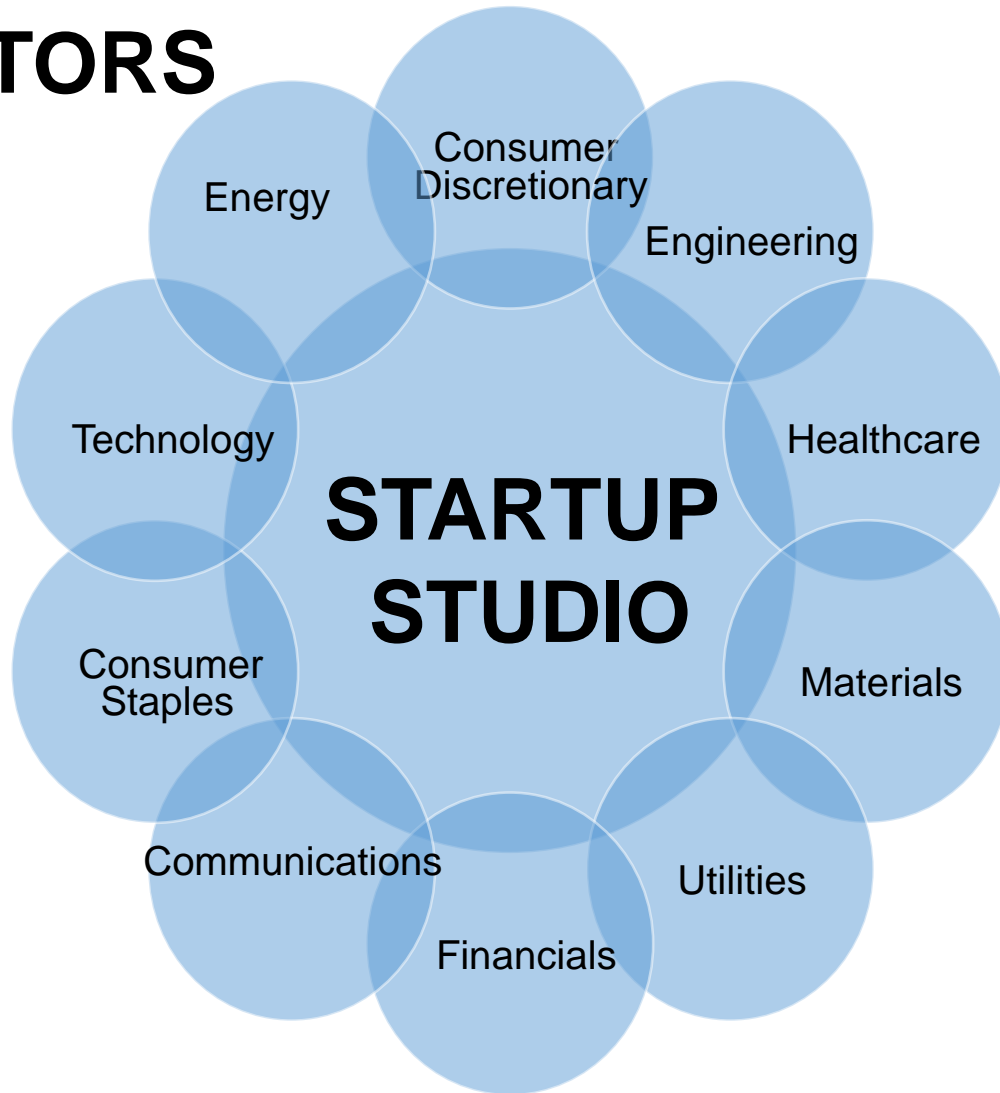 TORS
Consumer
Discretionary
Energy
Engineering
Technology
Healthcare
STARTUP
STUDIO
Consumer
Staples
Materials
Communications
Utilities
Financials